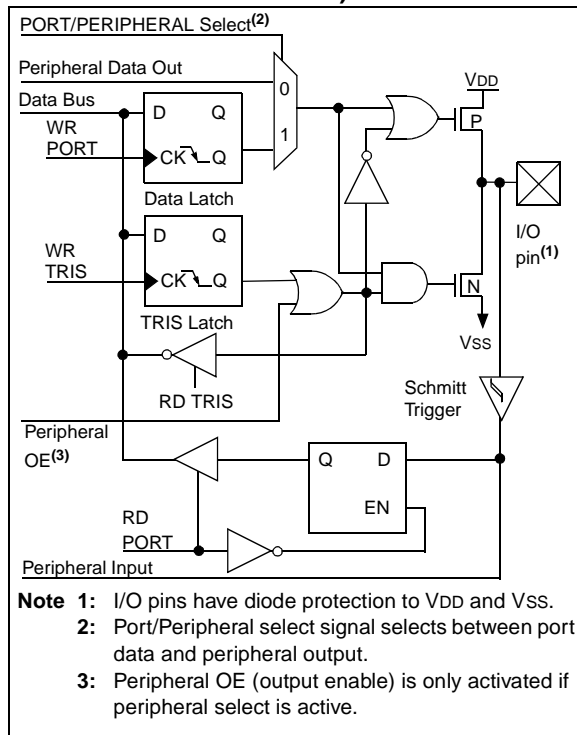 PORT/PERIPHERAL Select(2)
Peripheral Data Out
Data Bus
WR
PORT
D Q
CK Q
Data Latch
0
1
VDD
P
I/O
pin(1)
WR
TRIS
D Q
CK Q
TRIS Latch
N
VSS
RD TRIS
Schmitt
Trigger
Peripheral
OE(3)
Q D
EN
RD
PORT
Peripheral Input
Note 1: I/O pins have diode protection to VDD and VSS.
2: Port/Peripheral select signal selects between port
data and peripheral output.
3: Peripheral OE (output enable) is only activated if
peripheral select is active.